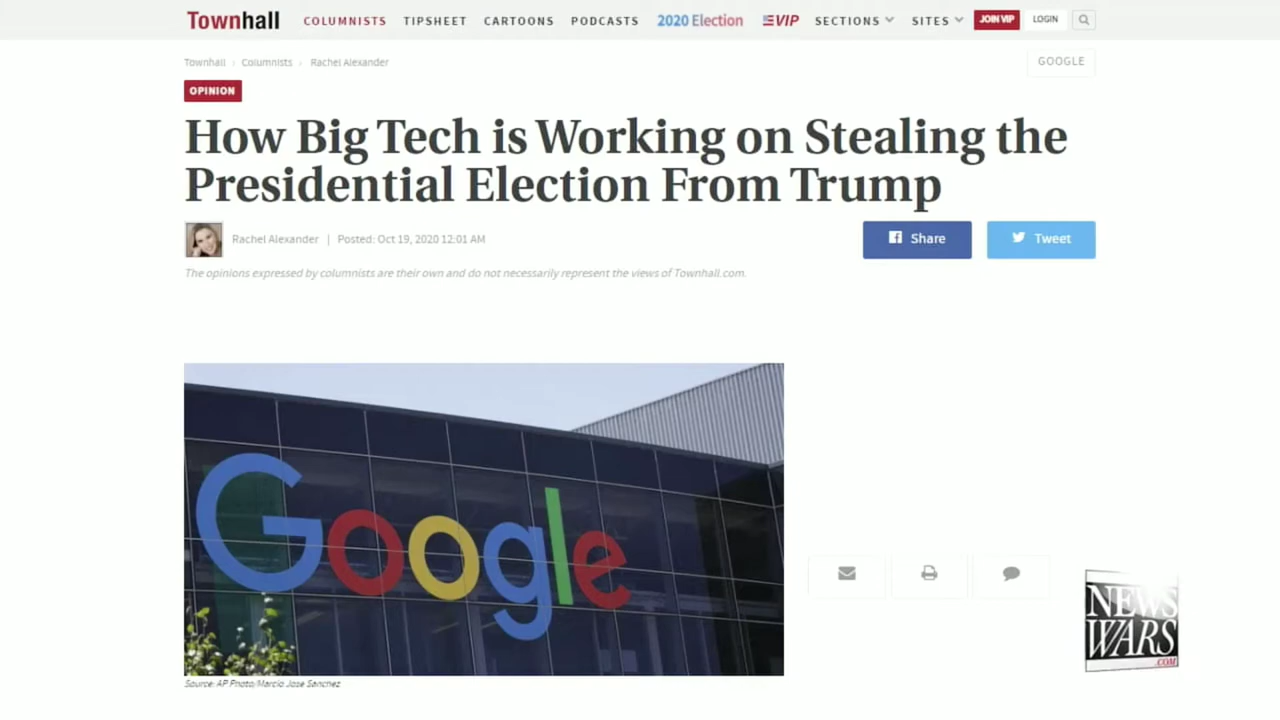 Townhall COLUMNISTS TIPSHEET CARTOONS PODCASTS 2020 Election VIP SECTIONS SITES JOIN VIP LOGIN
Townhall › Columnists › Rachel Alexander GOOGLE
OPINION
How Big Tech is Working on Stealing the
Presidential Election From Trump
Rachel Alexander | Posted: Oct 19, 2020 12:01 AM Share Tweet
The opinions expressed by columnists are their own and do not necessarily represent the views of Townhall.com.
Google
NEWS
WARS
.COM
Source: AP Photo/Marcio Jose Sanchez